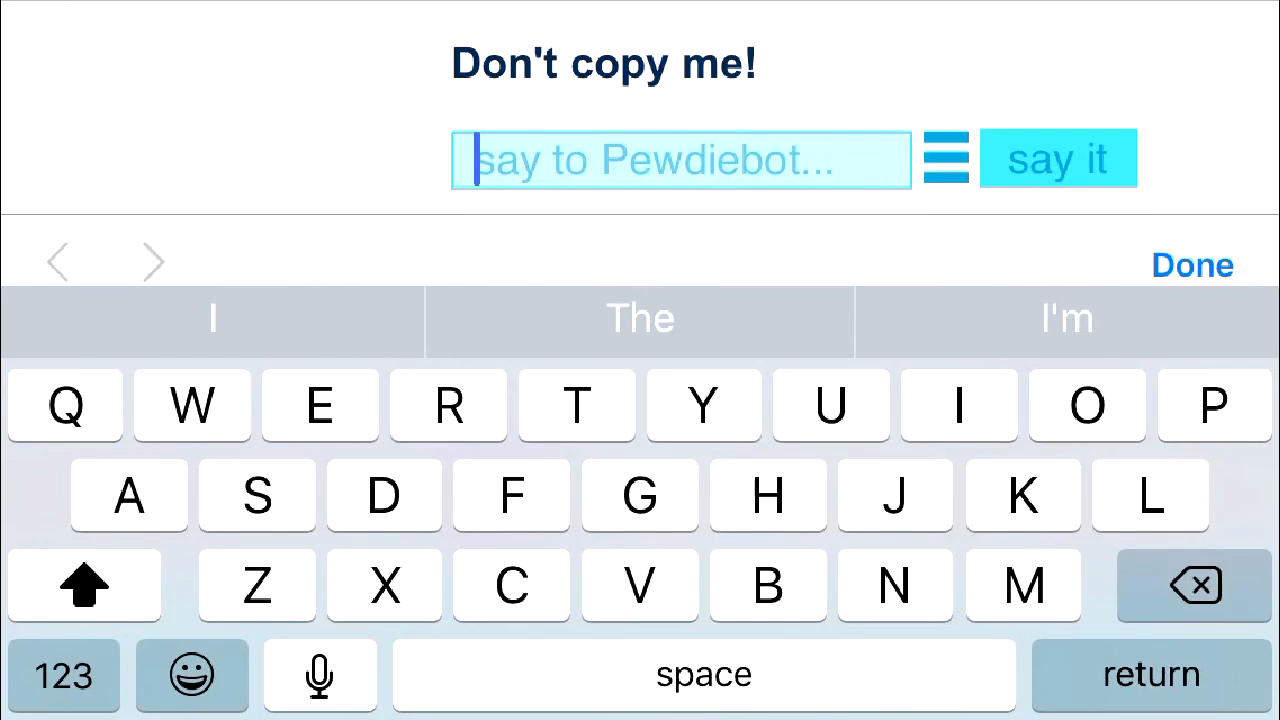 Don't copy me!
say to Pewdiebot... say it
Done
I The I'm
Q W E R T Y U I O P
A S D F G H J K L
Z X C V B N M
123 space return